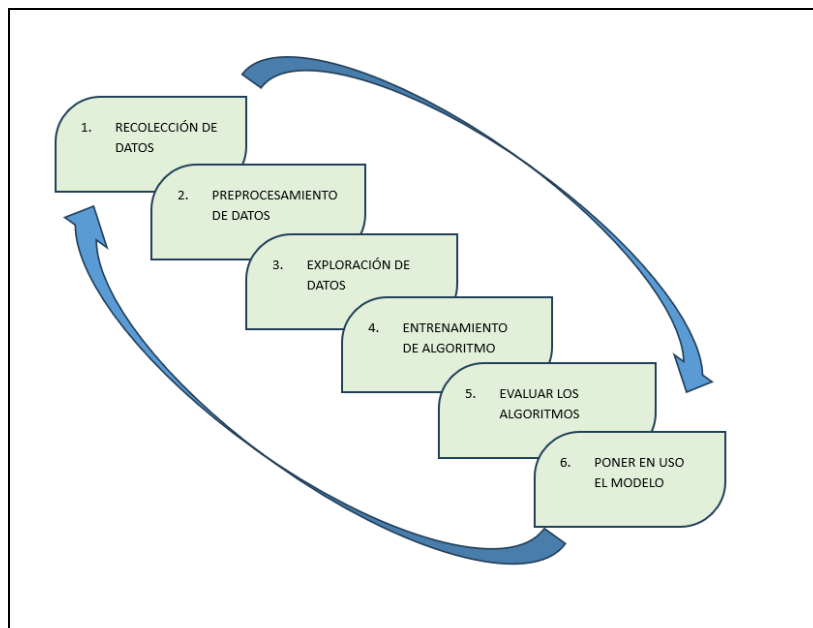 1. RECOLECCIÓN DE
DATOS
2. PREPROCESAMIENTO
DE DATOS
3. EXPLORACIÓN DE
DATOS
4. ENTRENAMIENTO
DE ALGORITMO
5. EVALUAR LOS
ALGORITMOS
6. PONER EN USO
EL MODELO